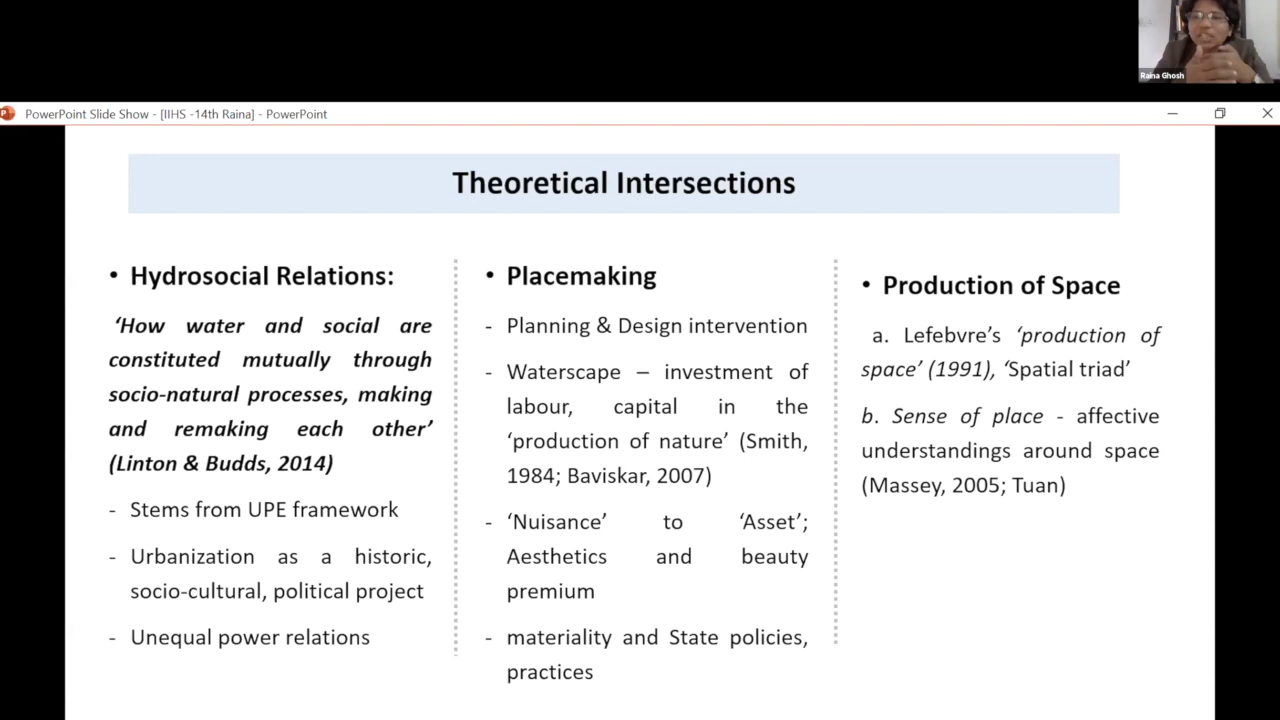 Raina Ghosh
PowerPoint Slide Show - [IIHS -14th Raina] - PowerPoint
Theoretical Intersections
• Hydrosocial Relations:
‘How water and social are
constituted mutually through
socio-natural processes, making
and remaking each other’
(Linton & Budds, 2014)
- Stems from UPE framework
- Urbanization as a historic,
socio-cultural, political project
- Unequal power relations
• Placemaking
- Planning & Design intervention
- Waterscape – investment of
labour, capital in the
‘production of nature’ (Smith,
1984; Baviskar, 2007)
- ‘Nuisance’ to ‘Asset’;
Aesthetics and beauty
premium
- materiality and State policies,
practices
• Production of Space
a. Lefebvre’s ‘production of
space’ (1991), ‘Spatial triad’
b. Sense of place - affective
understandings around space
(Massey, 2005; Tuan)